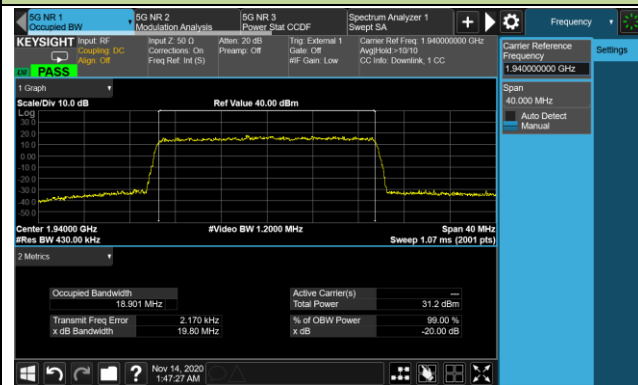 5G NR 1
Occupied BW
5G NR 2
Modulation Analysis
5G NR 3
Power Stat CCDF
Spectrum Analyzer 1
Swept SA
+
Frequency
KEYSIGHT
Input: RF
Coupling: DC
Align: Off
Input Z: 50 Ω
Corrections: On
Freq Ref: Int (S)
Atten: 20 dB
Preamp: Off
Trig: External 1
Gate: Off
#IF Gain: Low
Carrier Ref Freq: 1.940000000 GHz
Avg|Hold:>10/10
CC Info: Downlink, 1 CC
LXI
PASS
Carrier Reference
Frequency
1.940000000 GHz
Settings
Span
40.000 MHz
Auto Detect
Manual
1 Graph
Scale/Div 10.0 dB
Ref Value 40.00 dBm
Log
30.0
20.0
10.0
0.00
-10.0
-20.0
-30.0
-40.0
-50.0
Center 1.94000 GHz
#Video BW 1.2000 MHz
Span 40 MHz
#Res BW 430.00 kHz
Sweep 1.07 ms (2001 pts)
2 Metrics
Occupied Bandwidth
18.901 MHz
Active Carrier(s)
---
Total Power
31.2 dBm
Transmit Freq Error
2.170 kHz
% of OBW Power
99.00 %
x dB Bandwidth
19.80 MHz
x dB
-20.00 dB
?
Nov 14, 2020
1:47:27 AM